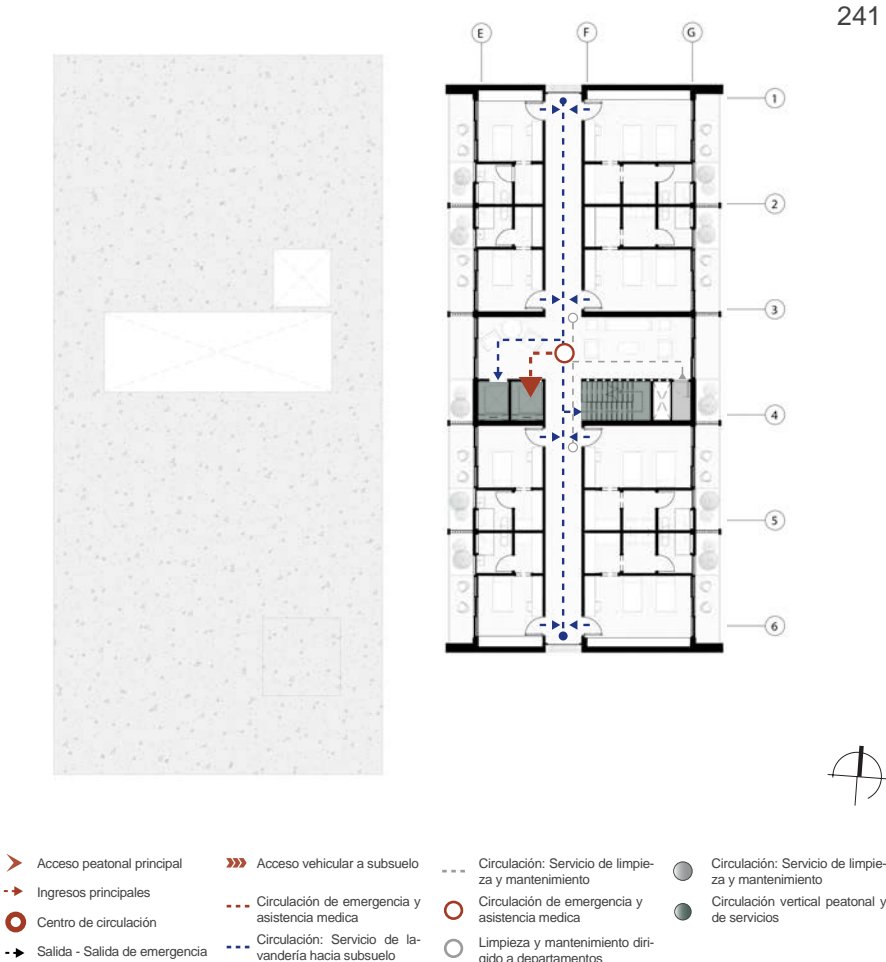 241
E
F
G
1
2
3
4
5
6
Acceso peatonal principal
Ingresos principales
Centro de circulación
Salida - Salida de emergencia
Acceso vehicular a subsuelo
Circulación de emergencia y
asistencia medica
Circulación: Servicio de la-
vandería hacia subsuelo
Circulación: Servicio de limpie-
za y mantenimiento
Circulación de emergencia y
asistencia medica
Limpieza y mantenimiento diri-
gido a departamentos
Circulación: Servicio de limpie-
za y mantenimiento
Circulación vertical peatonal y
de servicios